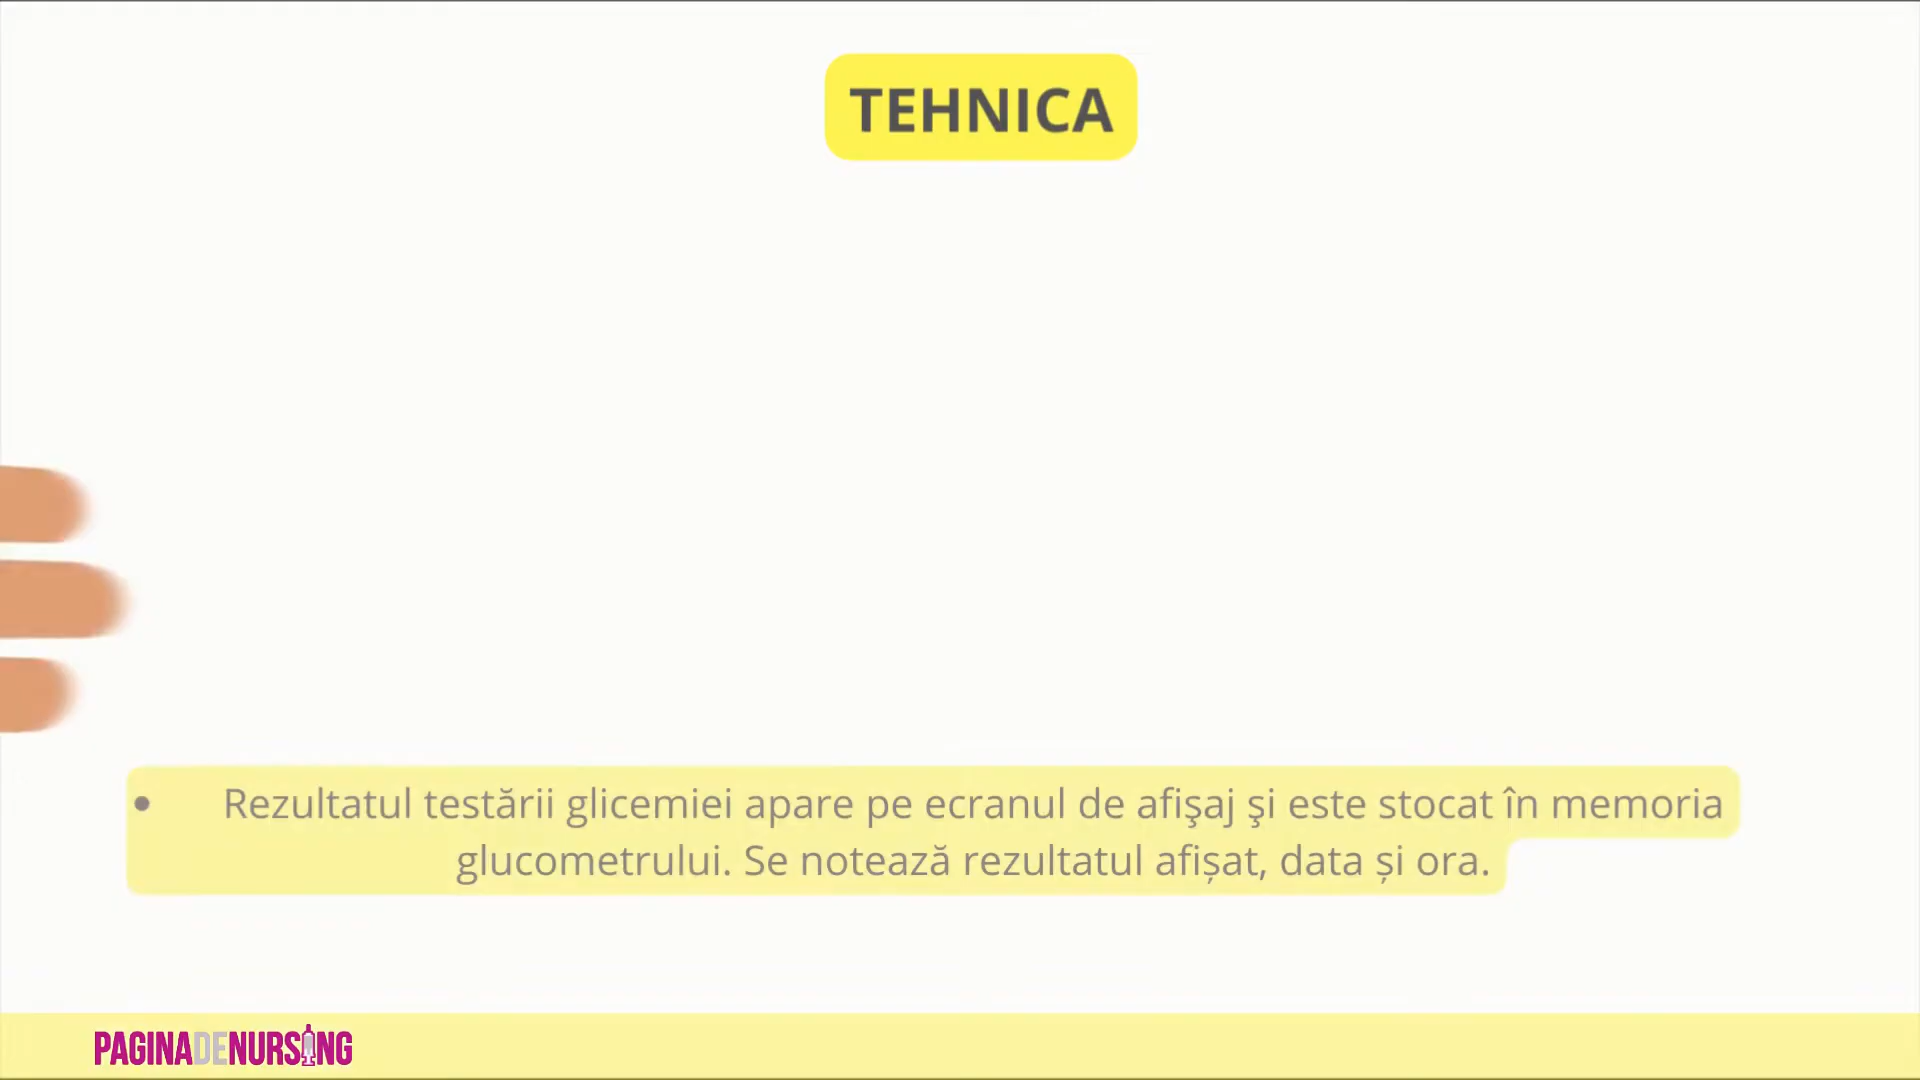 TEHNICA
• Rezultatul testării glicemiei apare pe ecranul de afişaj şi este stocat în memoria
glucometrului. Se notează rezultatul afișat, data și ora.
PAGINADENURSING